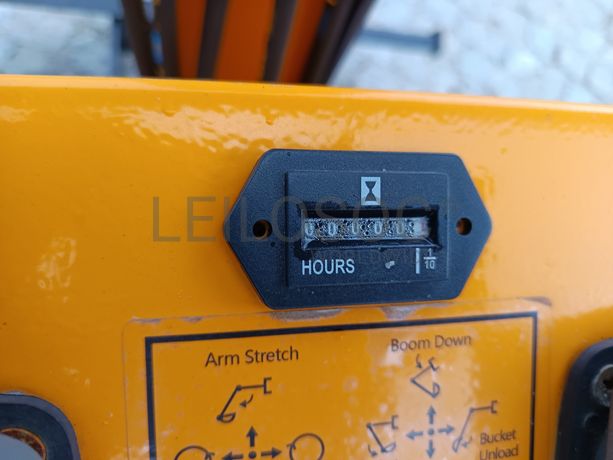 LEILOSOC
HOURS 1/10
Arm Stretch
Boom Down
Bucket
Unload